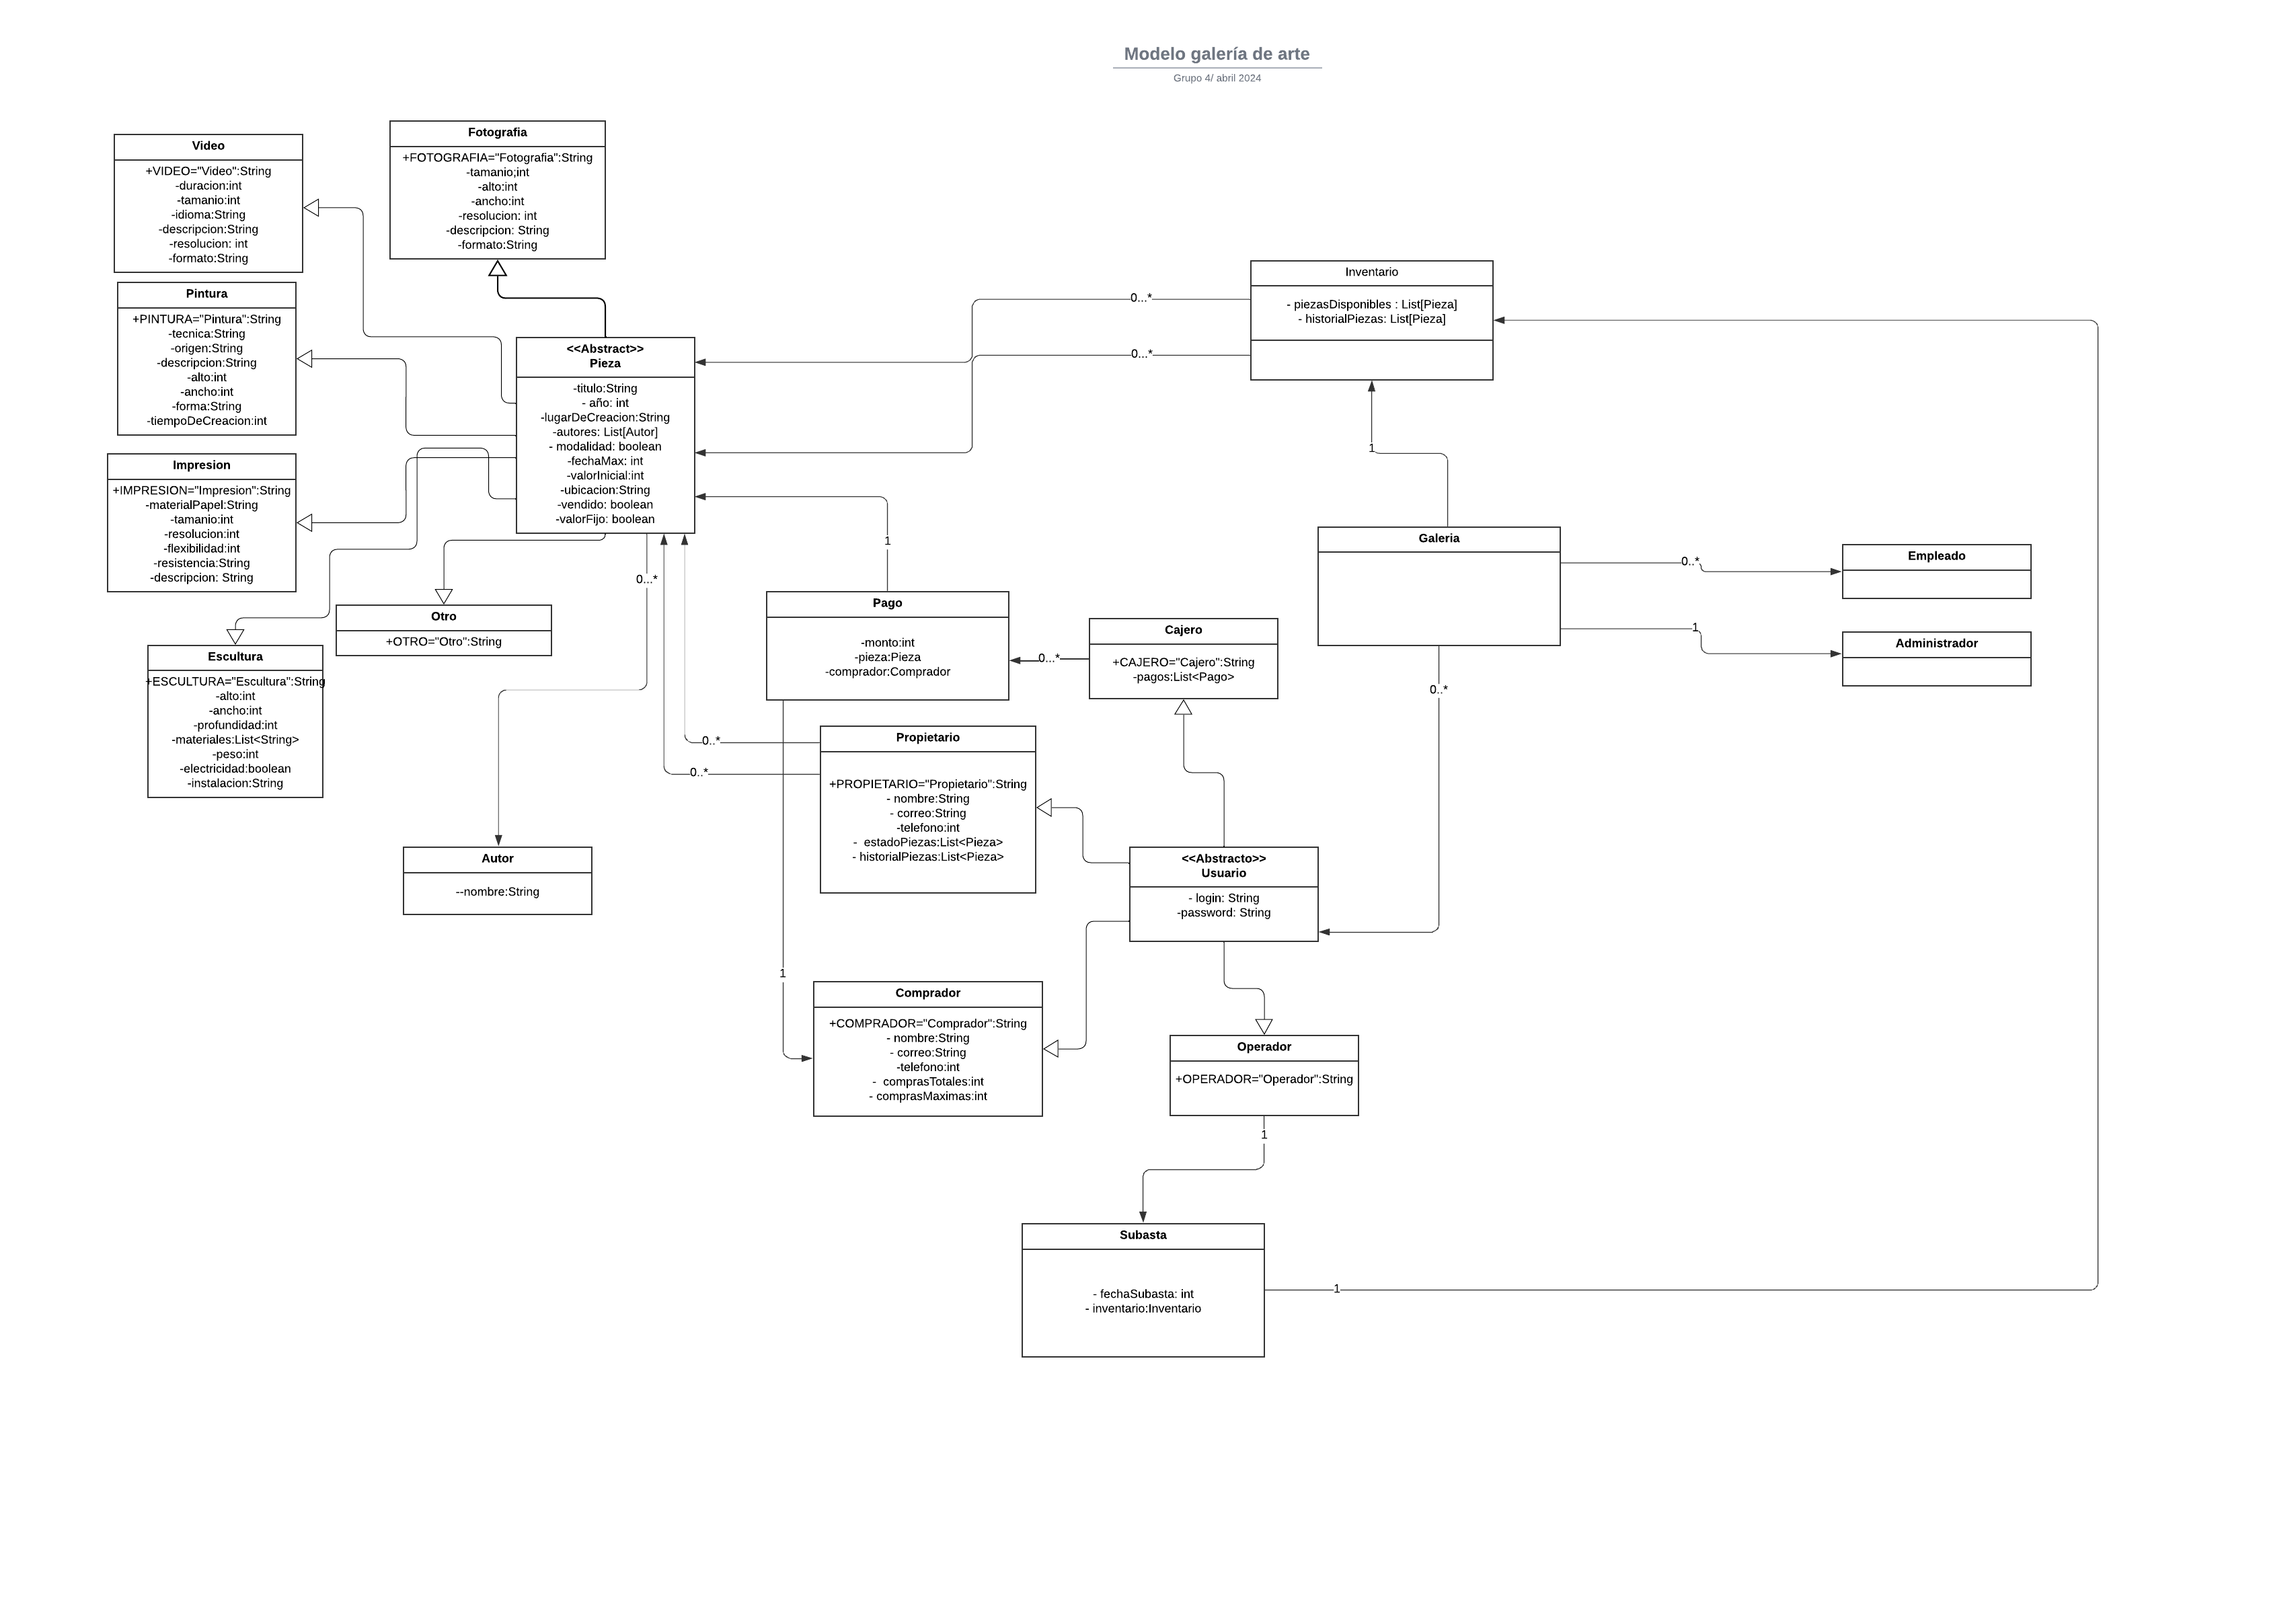 Modelo galería de arte
Grupo 4/ abril 2024
Video
+VIDEO="Video":String
-duracion:int
-tamanio:int
-idioma:String
-descripcion:String
-resolucion: int
-formato:String
Fotografia
+FOTOGRAFIA="Fotografia":String
-tamanio;int
-alto:int
-ancho:int
-resolucion: int
-descripcion: String
-formato:String
Pintura
+PINTURA="Pintura":String
-tecnica:String
-origen:String
-descripcion:String
-alto:int
-ancho:int
-forma:String
-tiempoDeCreacion:int
Impresion
+IMPRESION="Impresion":String
-materialPapel:String
-tamanio:int
-resolucion:int
-flexibilidad:int
-resistencia:String
-descripcion: String
Escultura
+ESCULTURA="Escultura":String
-alto:int
-ancho:int
-profundidad:int
-materiales:List<String>
-peso:int
-electricidad:boolean
-instalacion:String
Otro
+OTRO="Otro":String
<<Abstract>>
Pieza
-titulo:String
- año: int
-lugarDeCreacion:String
-autores: List[Autor]
- modalidad: boolean
-fechaMax: int
-valorInicial:int
-ubicacion:String
-vendido: boolean
-valorFijo: boolean
0...*
Autor
--nombre:String
0...*
0...*
Inventario
- piezasDisponibles : List[Pieza]
- historialPiezas: List[Pieza]
1
1
Pago
-monto:int
-pieza:Pieza
-comprador:Comprador
0...*
Cajero
+CAJERO="Cajero":String
-pagos:List<Pago>
Galeria
0..*
Empleado
1
Administrador
0..*
0..*
0..*
Propietario
+PROPIETARIO="Propietario":String
- nombre:String
- correo:String
-telefono:int
-  estadoPiezas:List<Pieza>
- historialPiezas:List<Pieza>
<<Abstracto>>
Usuario
- login: String
-password: String
1
Comprador
+COMPRADOR="Comprador":String
- nombre:String
- correo:String
-telefono:int
-  comprasTotales:int
- comprasMaximas:int
Operador
+OPERADOR="Operador":String
1
Subasta
- fechaSubasta: int
- inventario:Inventario
1